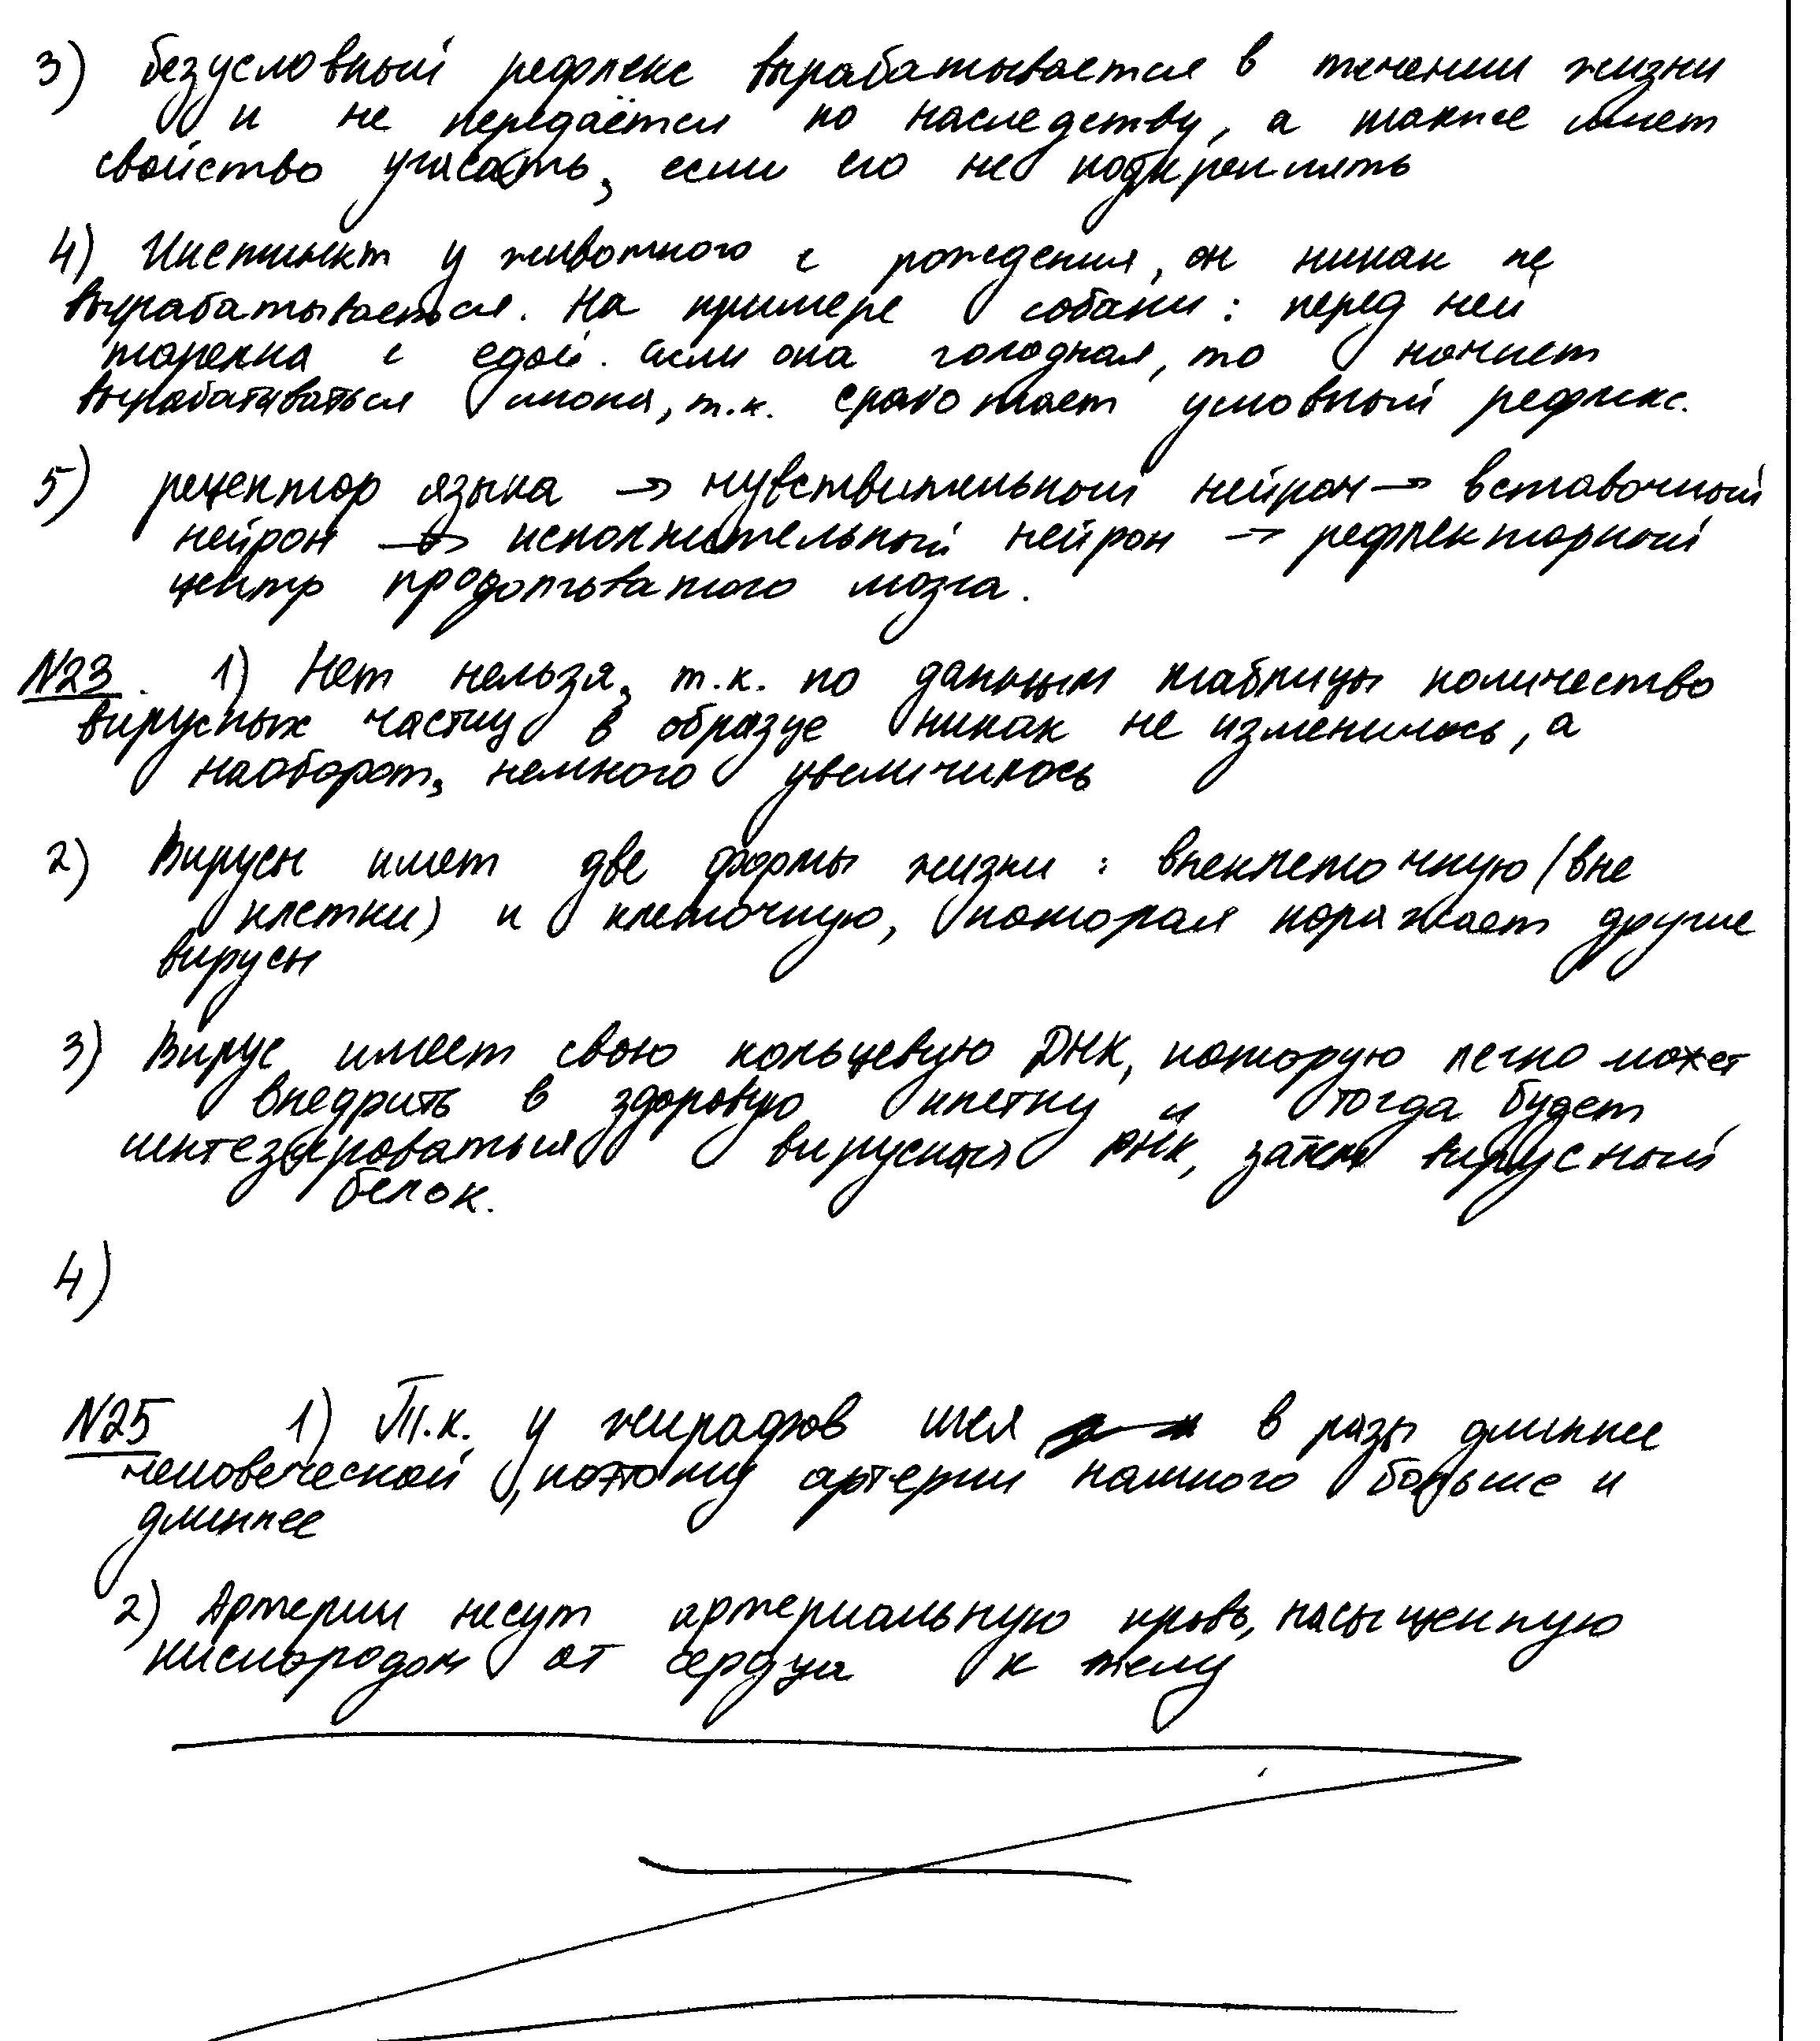 3) безусловный рефлекс вырабатывается в течении жизни
и не передаётся по наследству, а также имеет
свойство угасать, если его не подкреплять
4) Инстинкт у животного с рождения, он никак не
вырабатывается. На примере собаки: перед ней
тарелка с едой. если она голодная, то начнет
вырабатываться слюна, т.к. сработает условный рефлекс.
5) рецептор языка → чувствительный нейрон → вставочный
нейрон → исполнительный нейрон → рефлекторный
центр продолговатого мозга.
N23. 1) Нет нельзя, т.к. по данным таблицы количество
вирусных частиц в образце никак не изменилось, а
наоборот, немного увеличилось
2) Вирусы имеет две формы жизни: внеклеточную (вне
клетки) и клеточную, которая поражает другие
вирусы
3) Вирус имеет свою кольцевую ДНК, которую легко может
внедрить в здоровую клетку и тогда будет
синтезироваться вирусная РНК, затем вирусный
белок.
4)
N25 1) Т.к. у жирафов шея в разы длиннее
человеческой, поэтому артерии намного больше и
длиннее
2) Артерии несут артериальную кровь, насыщенную
кислородом от сердца к телу